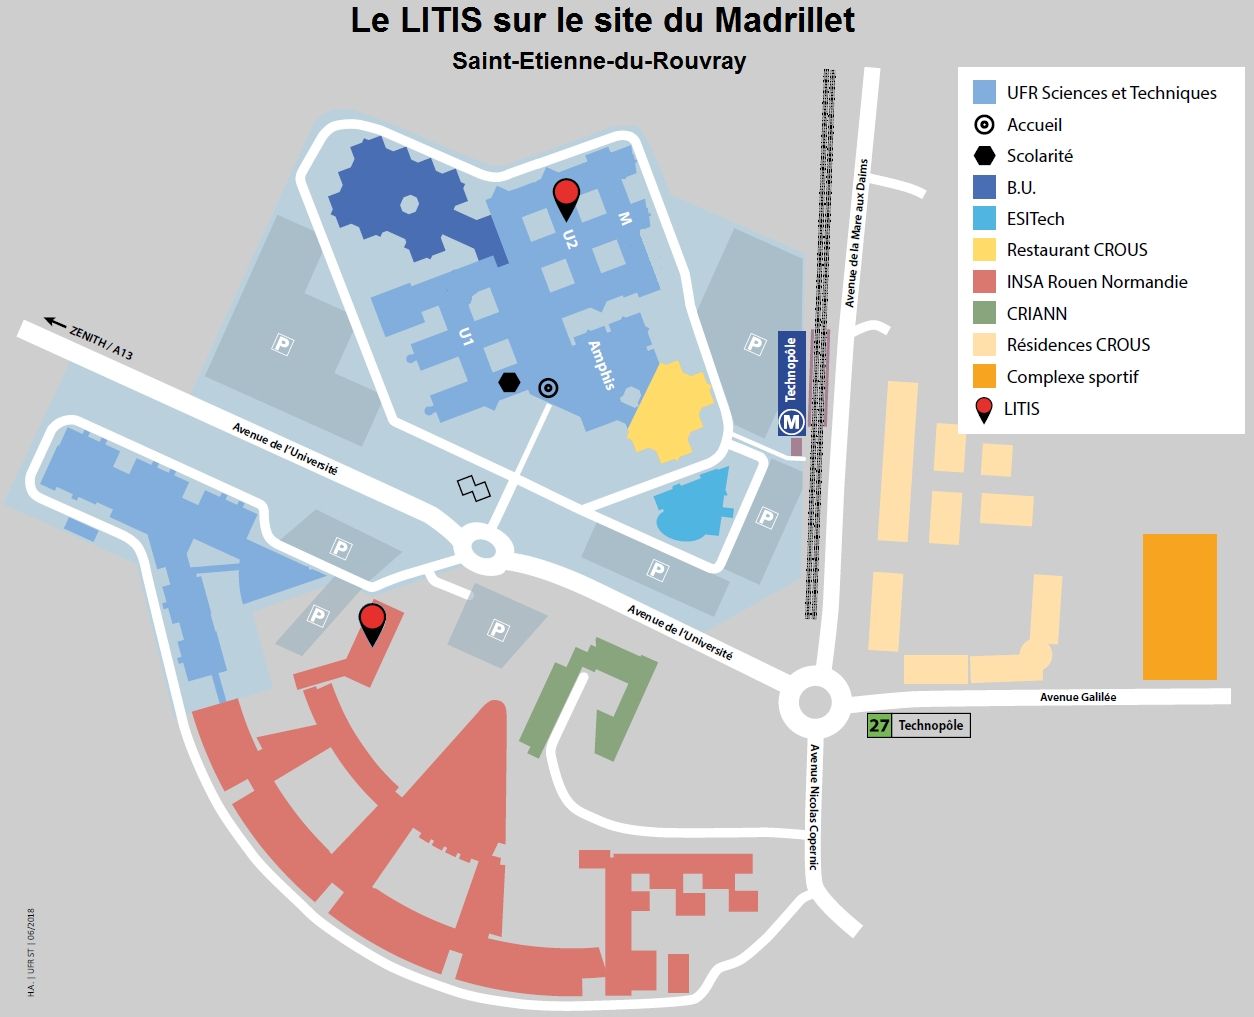 Le LITIS sur le site du Madrillet
Saint-Etienne-du-Rouvray
UFR Sciences et Techniques
Accueil
Scolarité
B.U.
ESITech
Restaurant CROUS
INSA Rouen Normandie
CRIANN
Résidences CROUS
Complexe sportif
LITIS
Avenue de la Mare aux Daims
M
U2
U1
Amphis
P
P
Technopôle
M
ZENITH / A13
Avenue de l'Université
P
P
P
P
P
Avenue de l'Université
Avenue Galilée
27 Technopôle
Avenue Nicolas Copernic
H.A. | UFR ST | 06/2018